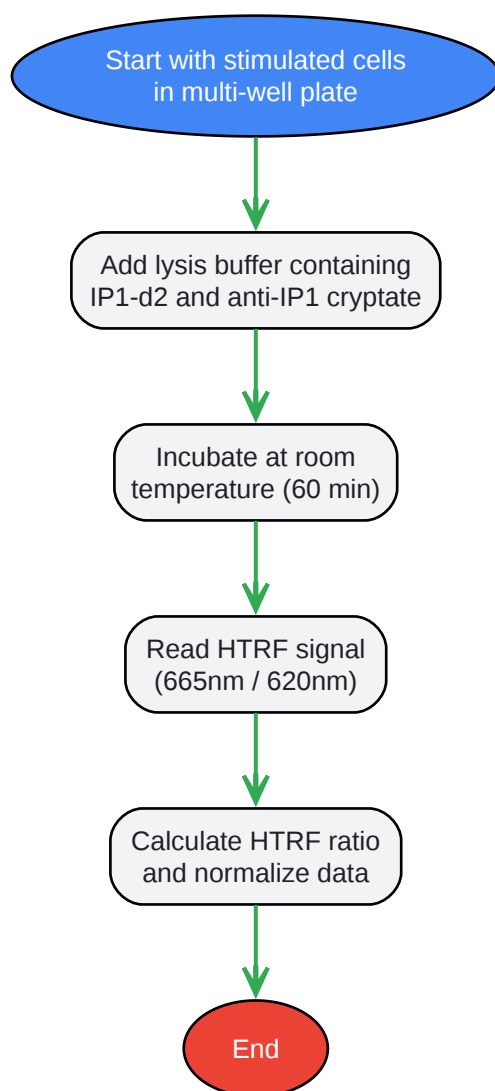 Start with stimulated cells
in multi-well plate
Add lysis buffer containing
IP1-d2 and anti-IP1 cryptate
Incubate at room
temperature (60 min)
Read HTRF signal
(665nm / 620nm)
Calculate HTRF ratio
and normalize data
End